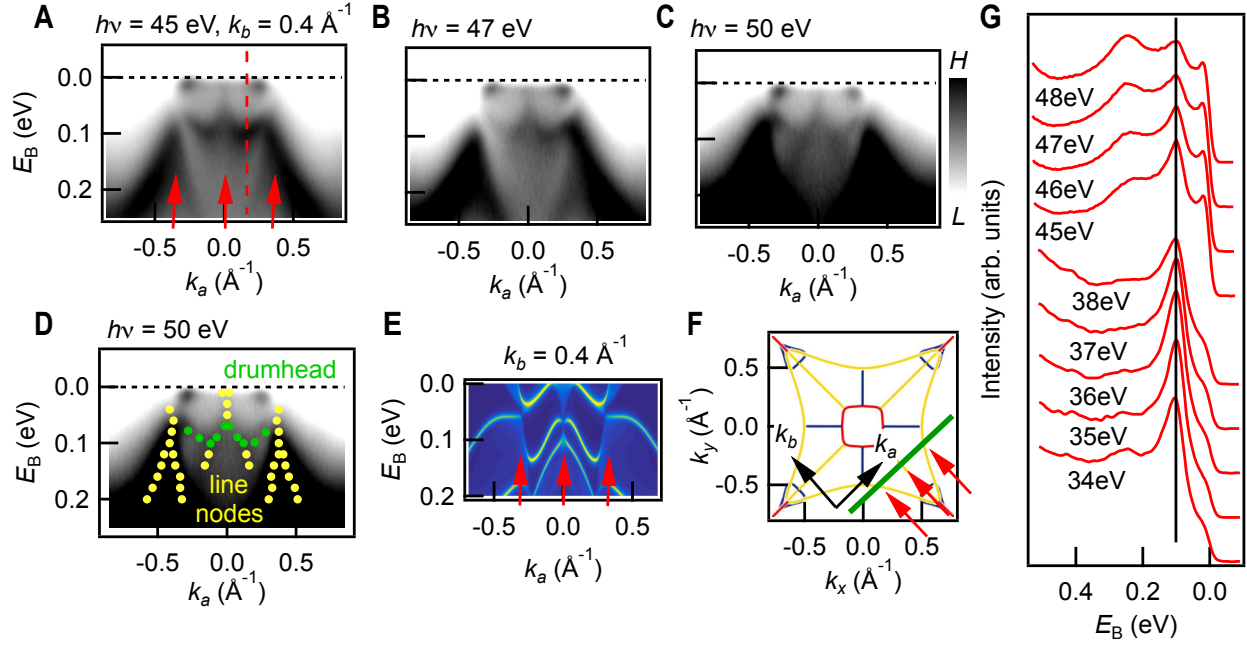 A
hν = 45 eV, k_b = 0.4 Å⁻¹
0.0
0.1
0.2
E_B (eV)
-0.5
0.0
0.5
k_a (Å⁻¹)
B
hν = 47 eV
-0.5
0.0
0.5
k_a (Å⁻¹)
C
hν = 50 eV
-0.5
0.0
0.5
k_a (Å⁻¹)
H
L
D
hν = 50 eV
drumhead
line
nodes
0.0
0.1
0.2
E_B (eV)
-0.5
0.0
0.5
k_a (Å⁻¹)
E
k_b = 0.4 Å⁻¹
0.0
0.1
0.2
E_B (eV)
-0.5
0.0
0.5
k_a (Å⁻¹)
F
0.5
0.0
-0.5
k_y (Å⁻¹)
k_b
k_a
-0.5
0.0
0.5
k_x (Å⁻¹)
G
Intensity (arb. units)
48eV
47eV
46eV
45eV
38eV
37eV
36eV
35eV
34eV
0.4
0.2
0.0
E_B (eV)